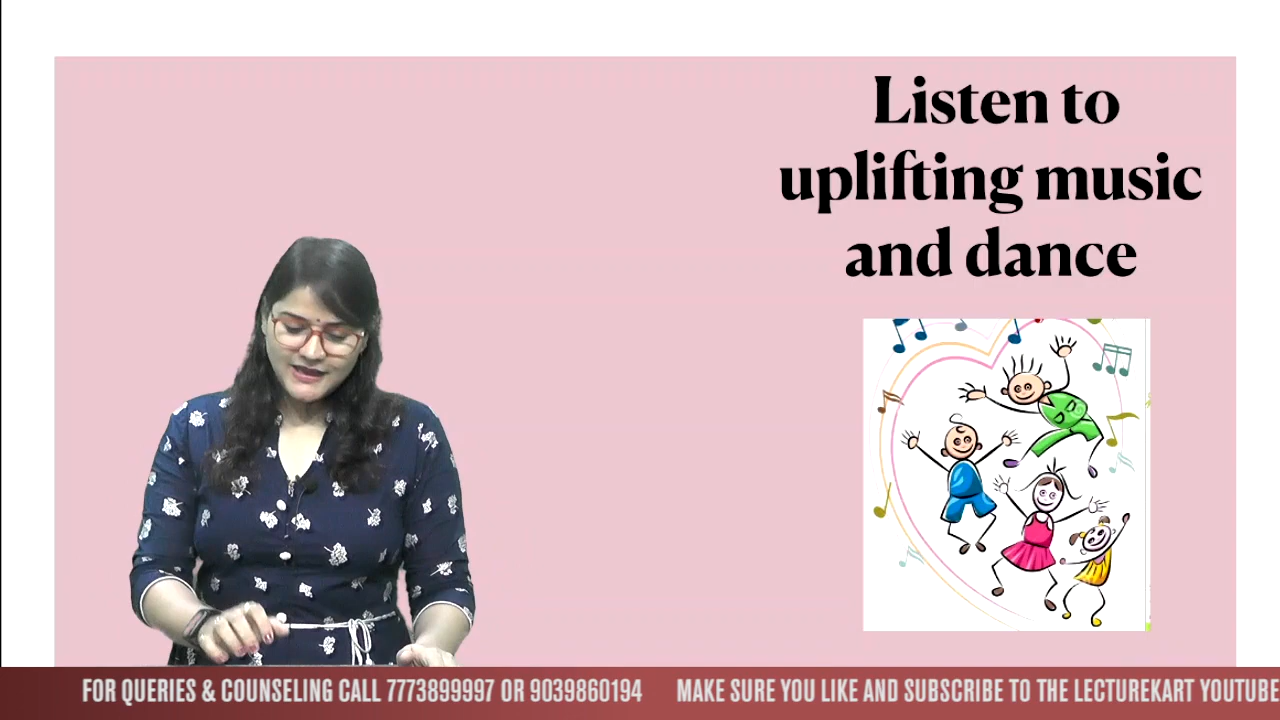 Listen to
uplifting music
and dance
FOR QUERIES & COUNSELING CALL 7773899997 OR 9039860194 MAKE SURE YOU LIKE AND SUBSCRIBE TO THE LECTUREKART YOUTUBE